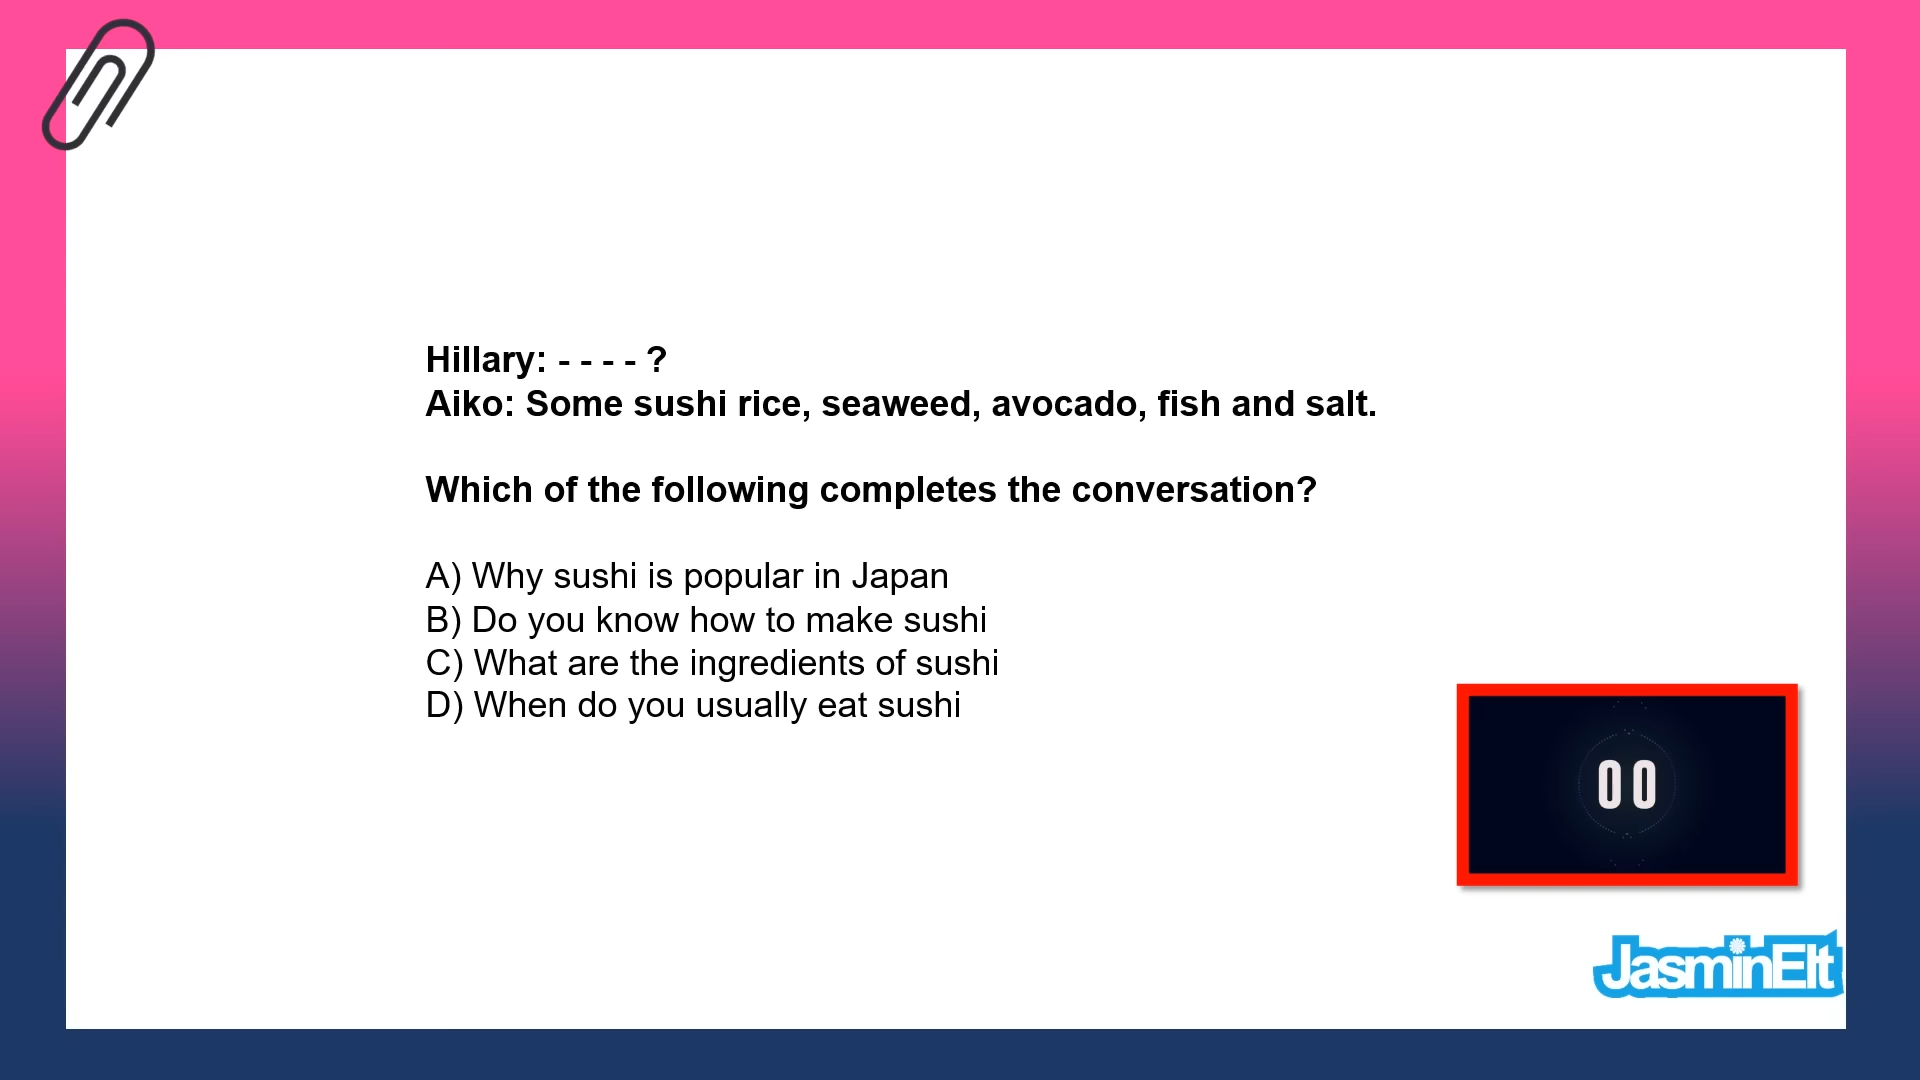 Hillary: - - - - ?
Aiko: Some sushi rice, seaweed, avocado, fish and salt.
Which of the following completes the conversation?
A) Why sushi is popular in Japan
B) Do you know how to make sushi
C) What are the ingredients of sushi
D) When do you usually eat sushi
00
JasminElt